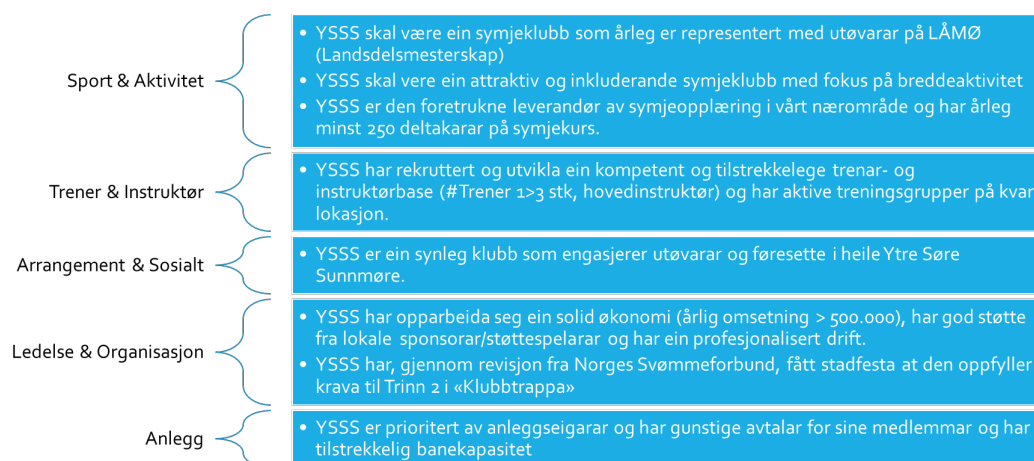 Sport & Aktivitet
• YSSS skal være ein symjeklubb som årleg er representert med utøvarar på LÅMØ
(Landsdelsmesterskap)
• YSSS skal vere ein attraktiv og inkluderande symjeklubb med fokus på breddeaktivitet
• YSSS er den foretrukne leverandør av symjeopplæring i vårt nærområde og har årleg
minst 250 deltakarar på symjekurs.
Trener & Instruktør
• YSSS har rekruttert og utvikla ein kompetent og tilstrekkelege trenar- og
instruktørbase (#Trener 1>3 stk, hovedinstruktør) og har aktive treningsgrupper på kvar
lokasjon.
Arrangement & Sosialt
• YSSS er ein synleg klubb som engasjerer utøvarar og føresette i heile Ytre Søre
Sunnmøre.
Ledelse & Organisasjon
• YSSS har opparbeida seg ein solid økonomi (årlig omsetning > 500.000), har god støtte
fra lokale sponsorar/støttespelarar og har ein profesjonalisert drift.
• YSSS har, gjennom revisjon fra Norges Svømmeforbund, fått stadfesta at den oppfyller
krava til Trinn 2 i «Klubbtrappa»
Anlegg
• YSSS er prioritert av anleggseigarar og har gunstige avtalar for sine medlemmar og har
tilstrekkelig banekapasitet